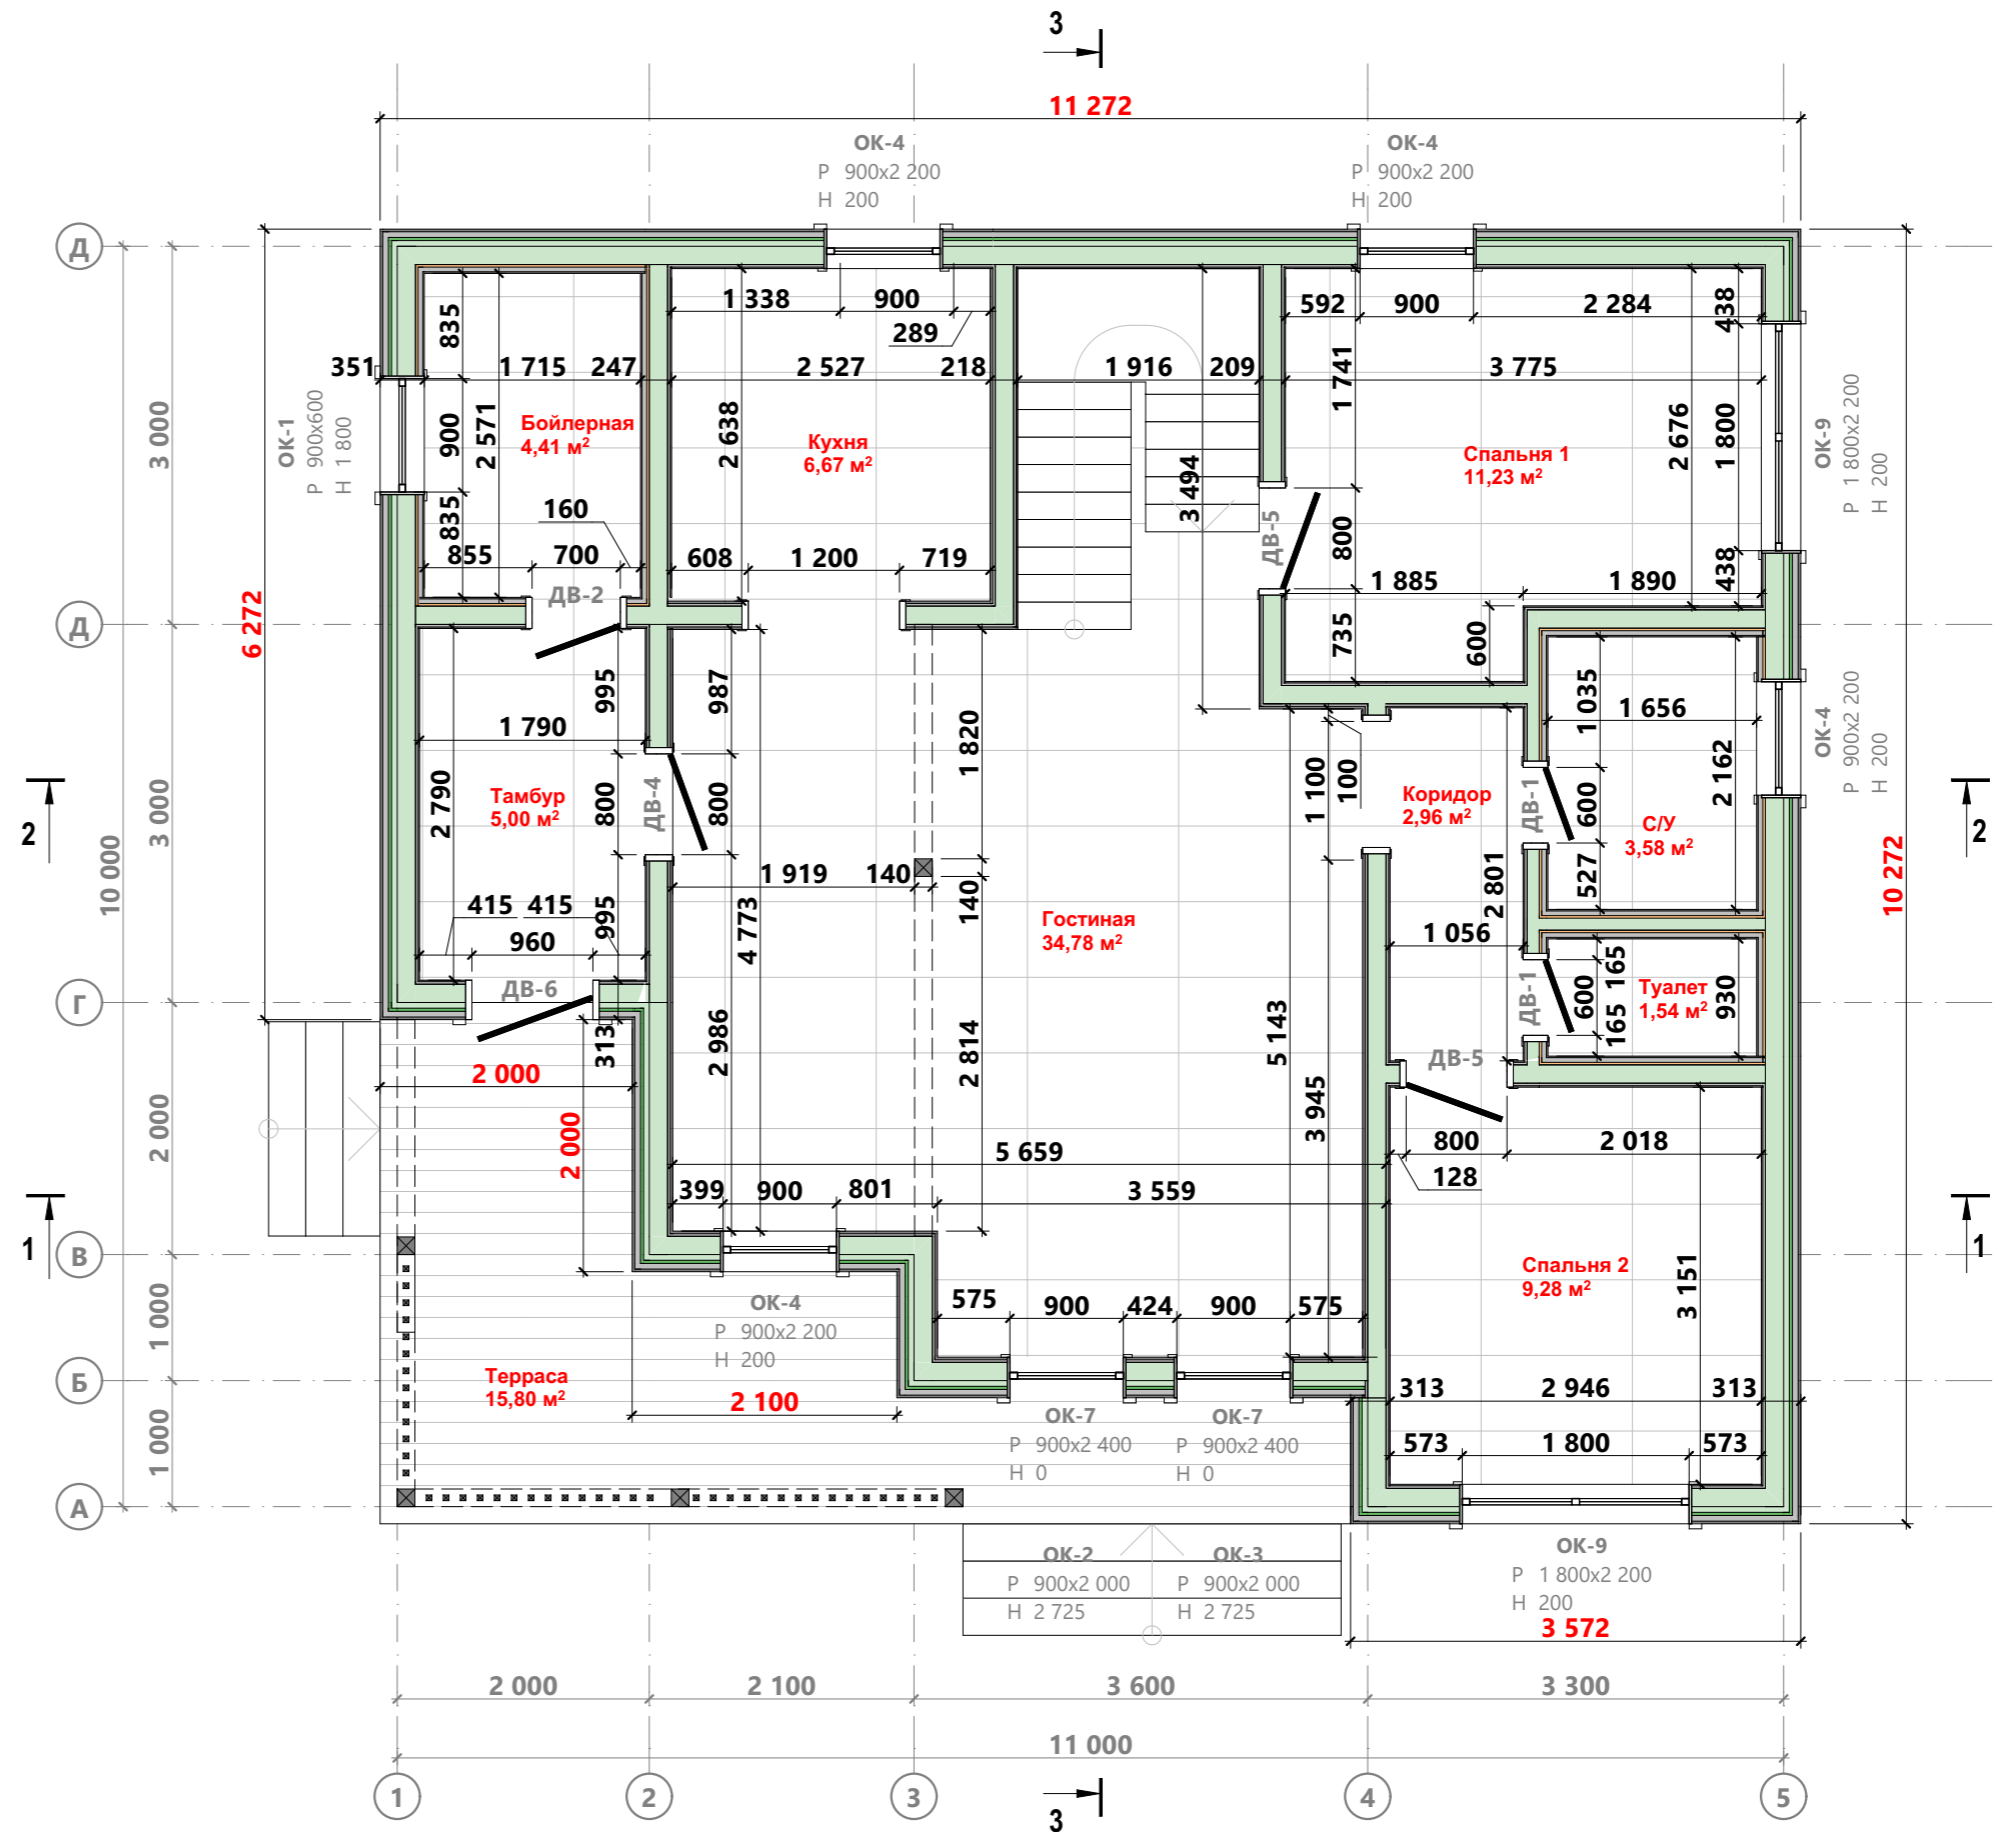 3
11 272
ОК-4
Р 900x2 200
Н 200
ОК-4
Р 900x2 200
Н 200
Д
1 338
900
289
592
900
2 284
438
835
351
1 715
247
2 527
218
1 916
209
1 741
3 775
ОК-1
Р 900x600
Н 1 800
3 000
900
2 571
Бойлерная
4,41 м²
2 638
Кухня
6,67 м²
3 494
Спальня 1
11,23 м²
2 676
1 800
ОК-9
Р 1 800x2 200
Н 200
835
160
855
700
608
1 200
719
ДВ-5
800
1 885
1 890
438
ДВ-2
Д
6 272
995
987
1 820
735
600
1 035
1 656
2 162
ОК-4
Р 900x2 200
Н 200
1 790
2 790
Тамбур
5,00 м²
800
ДВ-4
800
1 100
100
Коридор
2,96 м²
ДВ-1
600
С/У
3,58 м²
2
2
3 000
10 000
10 272
1 919
140
140
527
2 801
415
415
995
960
4 773
Гостиная
34,78 м²
1 056
Г
ДВ-6
313
2 986
2 814
5 143
ДВ-1
600
165
165
Туалет
1,54 м²
930
2 000
2 000
2 000
3 945
ДВ-5
800
2 018
128
5 659
399
900
801
3 559
1
1
В
Спальня 2
9,28 м²
3 151
1 000
ОК-4
Р 900x2 200
Н 200
575
900
424
900
575
Б
Терраса
15,80 м²
2 100
313
2 946
313
ОК-7
Р 900x2 400
Н 0
ОК-7
Р 900x2 400
Н 0
573
1 800
573
1 000
А
ОК-2
Р 900x2 000
Н 2 725
ОК-3
Р 900x2 000
Н 2 725
ОК-9
Р 1 800x2 200
Н 200
3 572
2 000
2 100
3 600
3 300
11 000
1
2
3
3
4
5